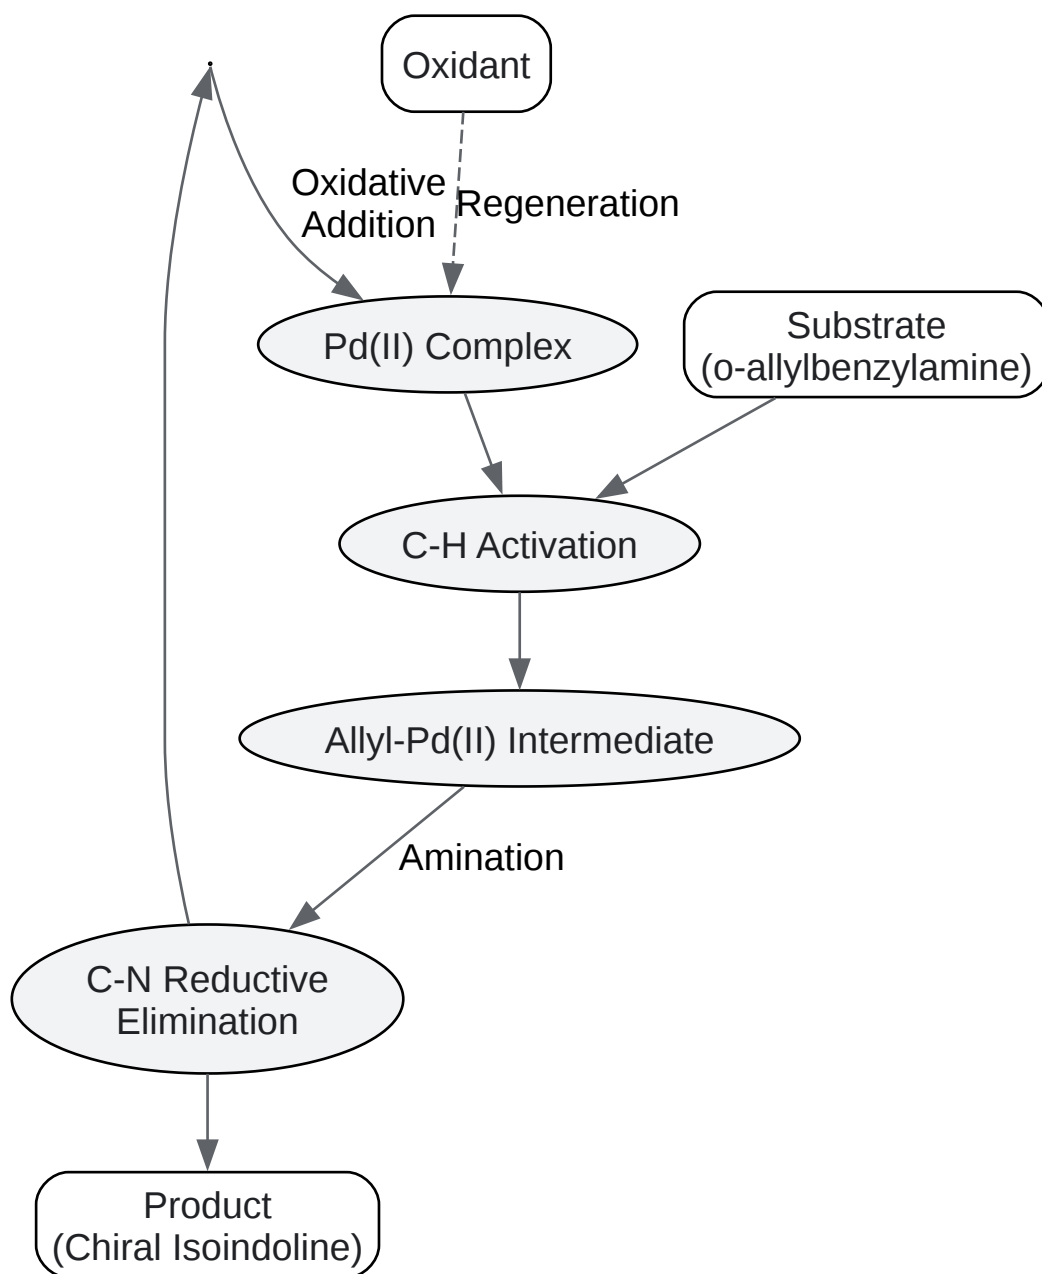 Oxidant
Oxidative
Addition
Regeneration
Pd(II) Complex
Substrate
(o-allylbenzylamine)
C-H Activation
Allyl-Pd(II) Intermediate
Amination
C-N Reductive
Elimination
Product
(Chiral Isoindoline)